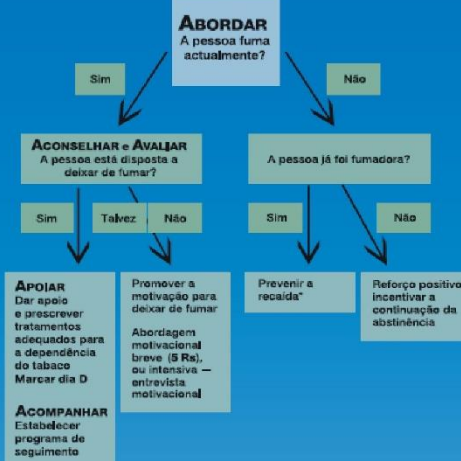 ABORDAR
A pessoa fuma
actualmente?
Sim
Não
ACONSELHAR e AVALIAR
A pessoa está disposta a
deixar de fumar?
A pessoa já foi fumadora?
Sim
Talvez
Não
Sim
Não
APOIAR
Dar apoio
e prescrever
tratamentos
adequados para
a dependência
do tabaco
Marcar dia D
ACOMPANHAR
Estabelecer
programa de
seguimento
Promover a
motivação para
deixar de fumar
Abordagem
motivacional
breve (5 Rs),
ou intensiva —
entrevista
motivacional
Prevenir a
recaída*
Reforço positivo
incentivar a
continuação da
abstinência